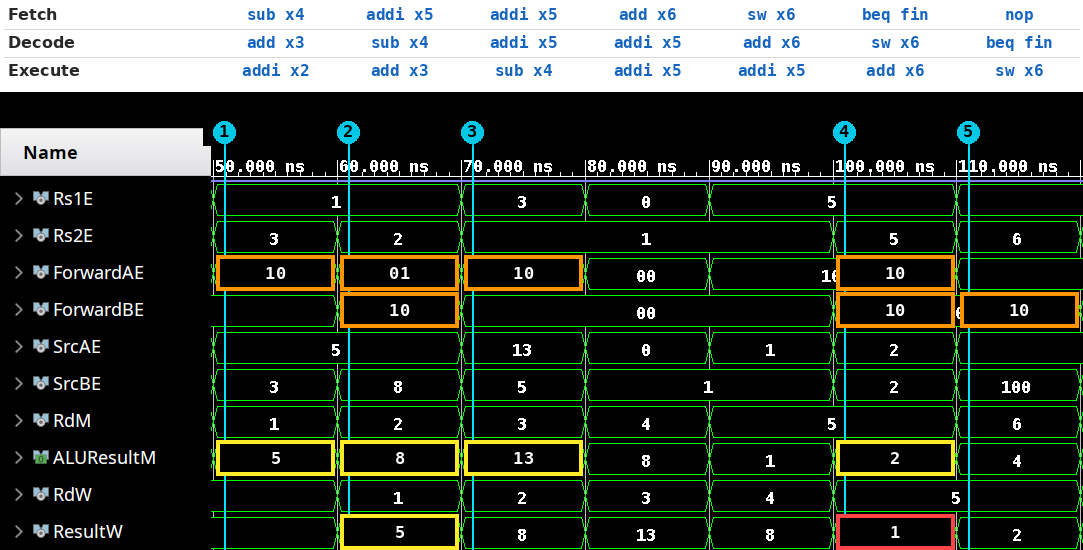 Fetch sub x4 addi x5 addi x5 add x6 sw x6 beq fin nop
Decode add x3 sub x4 addi x5 addi x5 add x6 sw x6 beq fin
Execute addi x2 add x3 sub x4 addi x5 addi x5 add x6 sw x6
1 2 3 4 5
Name 50.000 ns 60.000 ns 70.000 ns 80.000 ns 90.000 ns 100.000 ns 110.000 ns
Rs1E 1 3 0 5
Rs2E 3 2 1 5 6
ForwardAE 10 01 10 00 10 10
ForwardBE 10 00 10 10
SrcAE 5 13 0 1 2
SrcBE 3 8 5 1 2 100
RdM 1 2 3 4 5 6
ALUResultM 5 8 13 8 1 2 4
RdW 1 2 3 4 5
ResultW 5 8 13 8 1 2